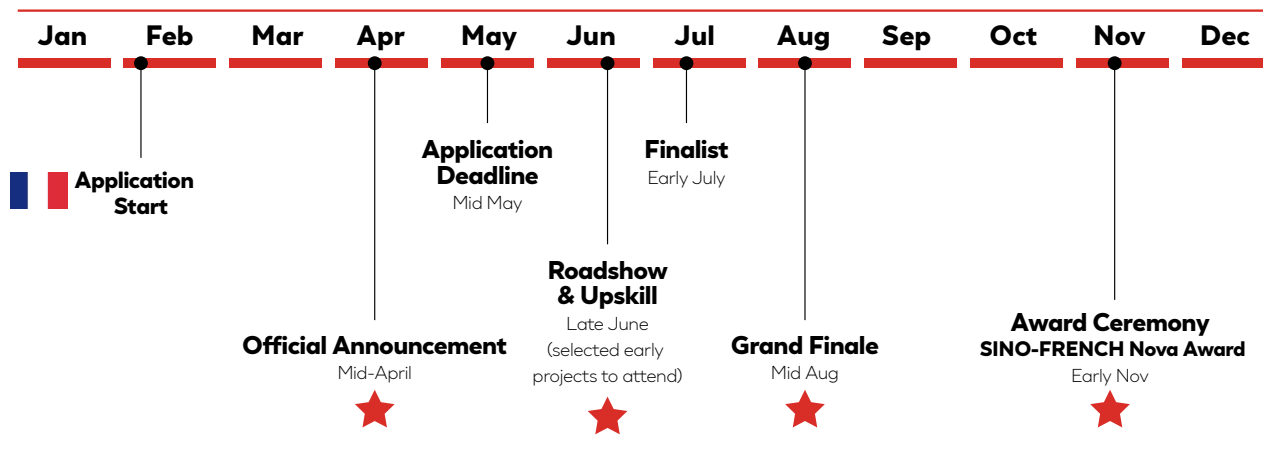 Jan Feb Mar Apr May Jun Jul Aug Sep Oct Nov Dec
Application
Start
Official Announcement
Mid-April
Application
Deadline
Mid May
Roadshow
& Upskill
Late June
(selected early
projects to attend)
Finalist
Early July
Grand Finale
Mid Aug
Award Ceremony
SINO-FRENCH Nova Award
Early Nov